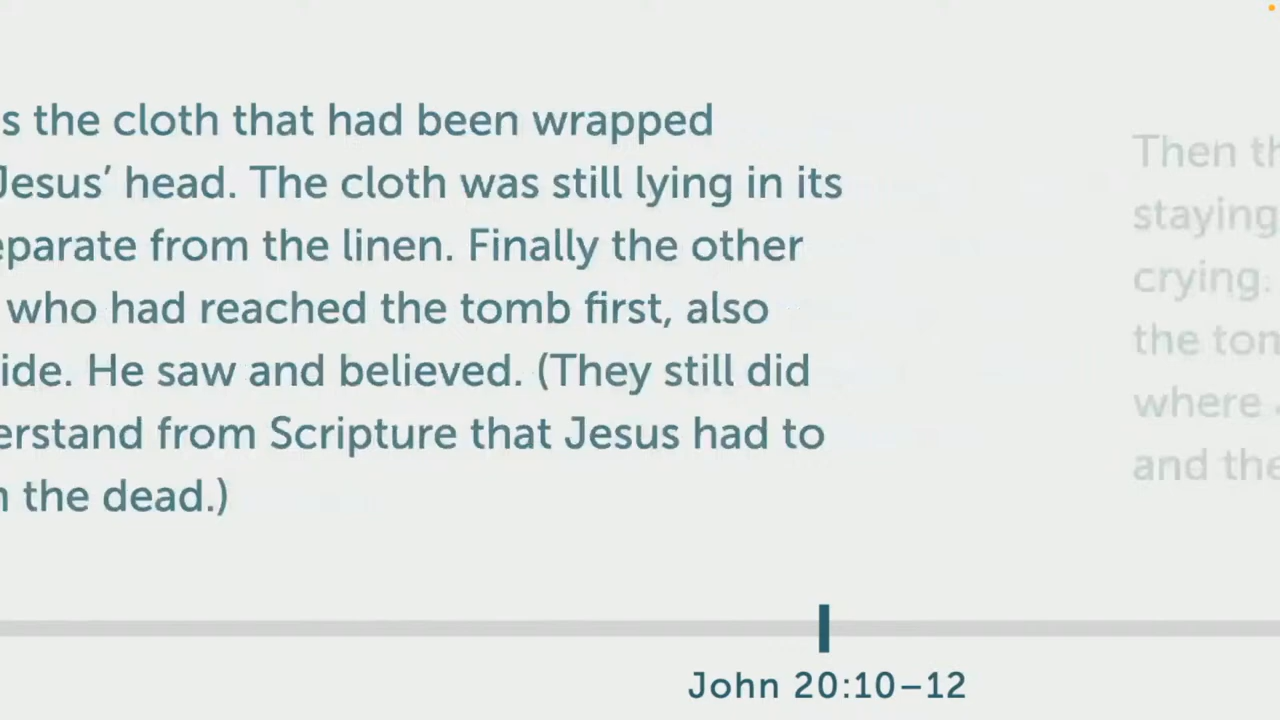 s the cloth that had been wrapped
Jesus’ head. The cloth was still lying in its
eparate from the linen. Finally the other
who had reached the tomb first, also
ide. He saw and believed. (They still did
erstand from Scripture that Jesus had to
the dead.)
Then th
staying
crying.
the tom
where
and the
John 20:10–12